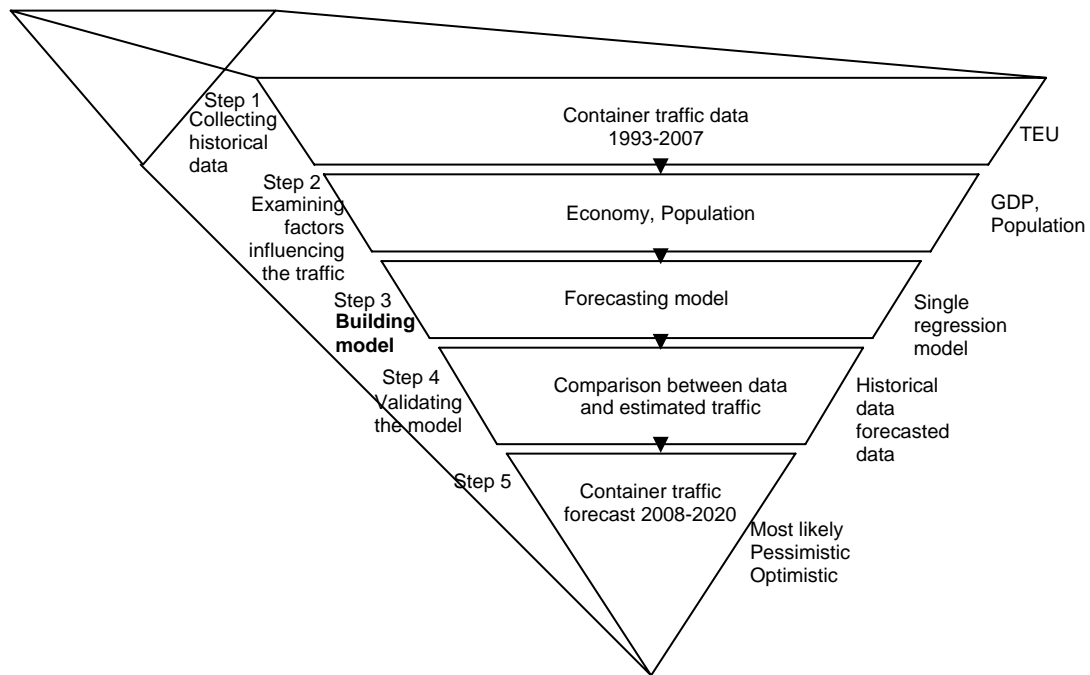 Step 1
Collecting
historical
data
Container traffic data
1993-2007
TEU
Step 2
Examining
factors
influencing
the traffic
Economy, Population
GDP,
Population
Step 3
Building
model
Forecasting model
Single
regression
model
Step 4
Validating
the model
Comparison between data
and estimated traffic
Historical
data
forecasted
data
Step 5
Container traffic
forecast 2008-2020
Most likely
Pessimistic
Optimistic